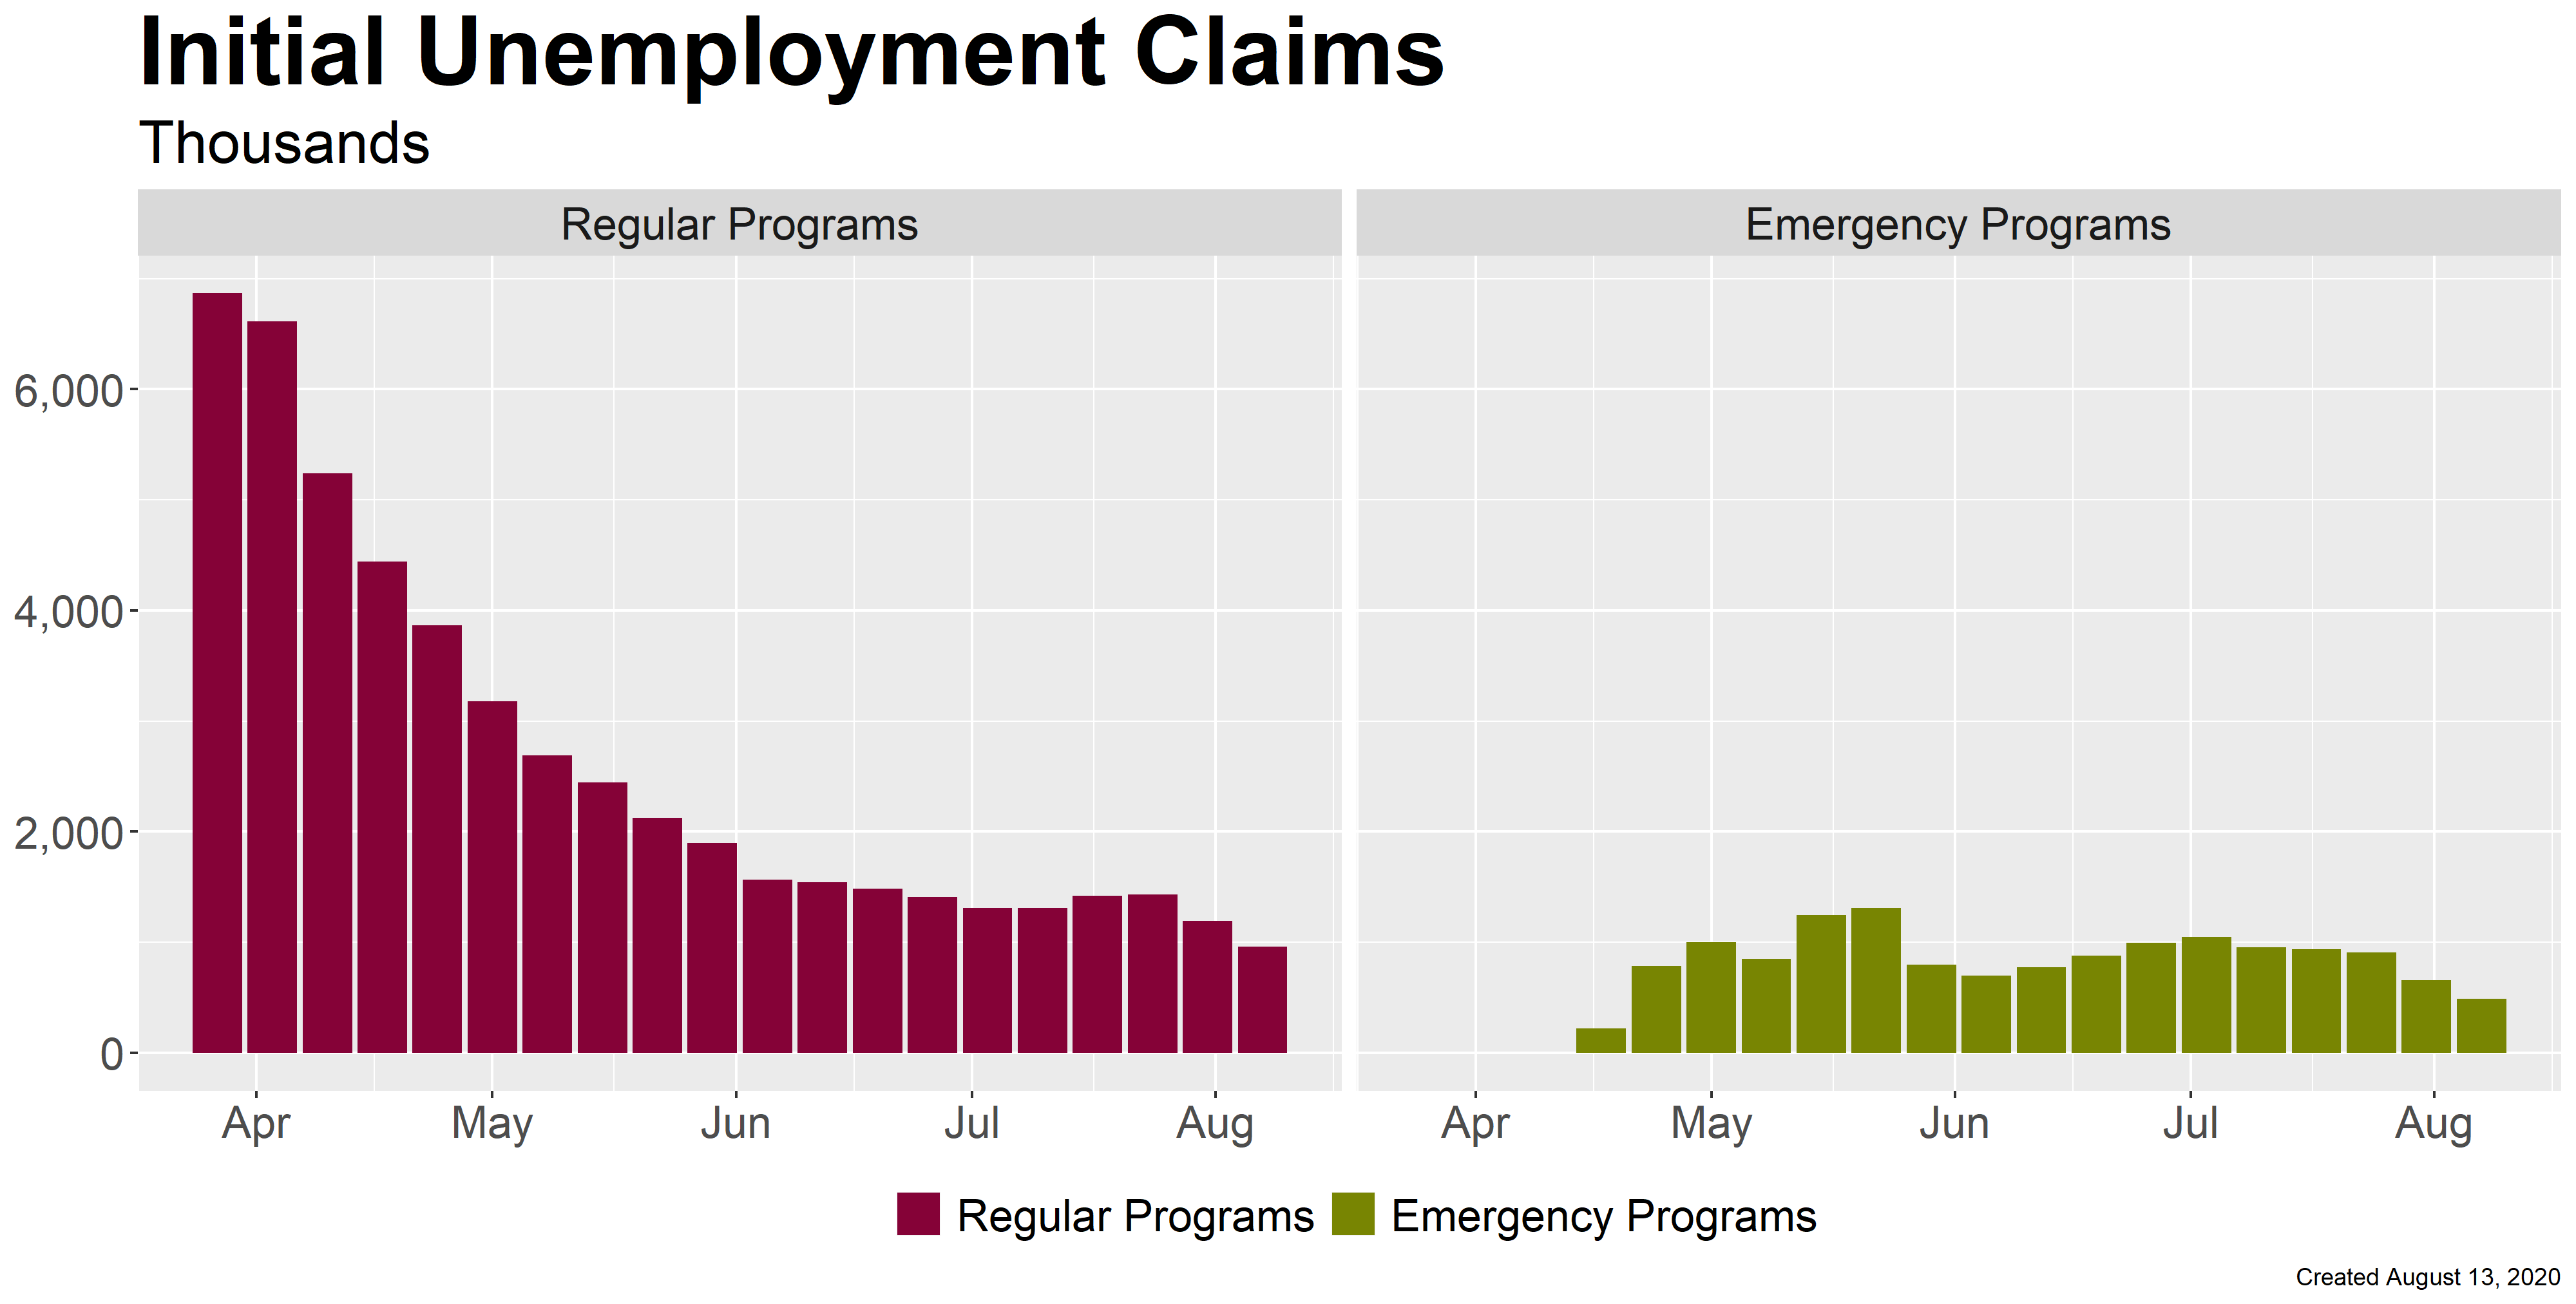 Initial Unemployment Claims
Thousands
Regular Programs
Emergency Programs
6,000
4,000
2,000
0
Apr May Jun Jul Aug
Apr May Jun Jul Aug
Regular Programs Emergency Programs
Created August 13, 2020